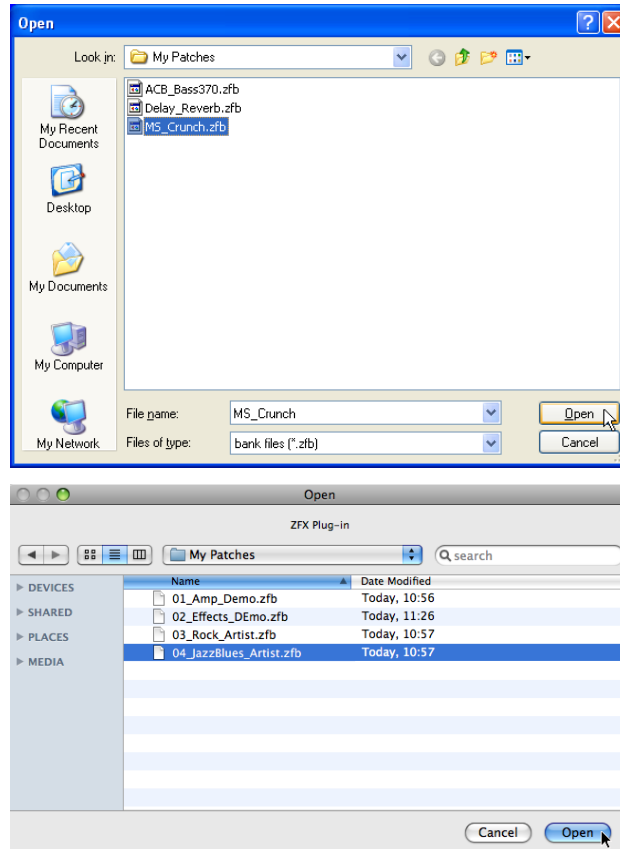 Open
Look in: My Patches
ACB_Bass370.zfb
Delay_Reverb.zfb
MS_Crunch.zfb
My Recent
Documents
Desktop
My Documents
My Computer
My Network
File name: MS_Crunch Open
Files of type: bank files (*.zfb) Cancel
Open
ZFX Plug-in
My Patches search
Name Date Modified
DEVICES
SHARED
PLACES
MEDIA
01_Amp_Demo.zfb Today, 10:56
02_Effects_DEmo.zfb Today, 11:26
03_Rock_Artist.zfb Today, 10:57
04_JazzBlues_Artist.zfb Today, 10:57
Cancel Open